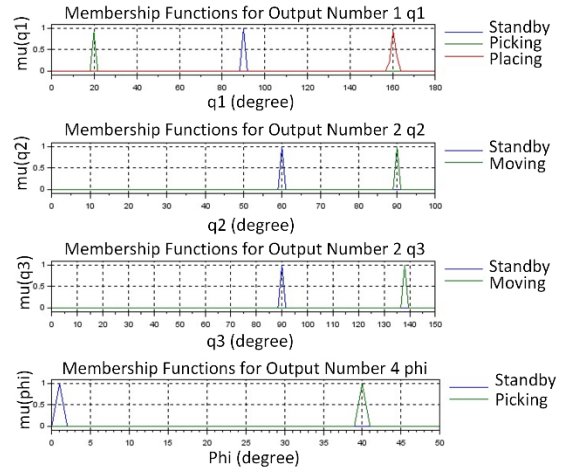 Membership Functions for Output Number 1 q1
mu(q1)
1
0.5
0
0 20 40 60 80 100 120 140 160 180
q1 (degree)
Standby
Picking
Placing
Membership Functions for Output Number 2 q2
mu(q2)
1
0.5
0
0 10 20 30 40 50 60 70 80 90 100
q2 (degree)
Standby
Moving
Membership Functions for Output Number 2 q3
mu(q3)
1
0.5
0
0 10 20 30 40 50 60 70 80 90 100 110 120 130 140 150
q3 (degree)
Standby
Moving
Membership Functions for Output Number 4 phi
mu(phi)
1
0.5
0
0 5 10 15 20 25 30 35 40 45 50
Phi (degree)
Standby
Picking